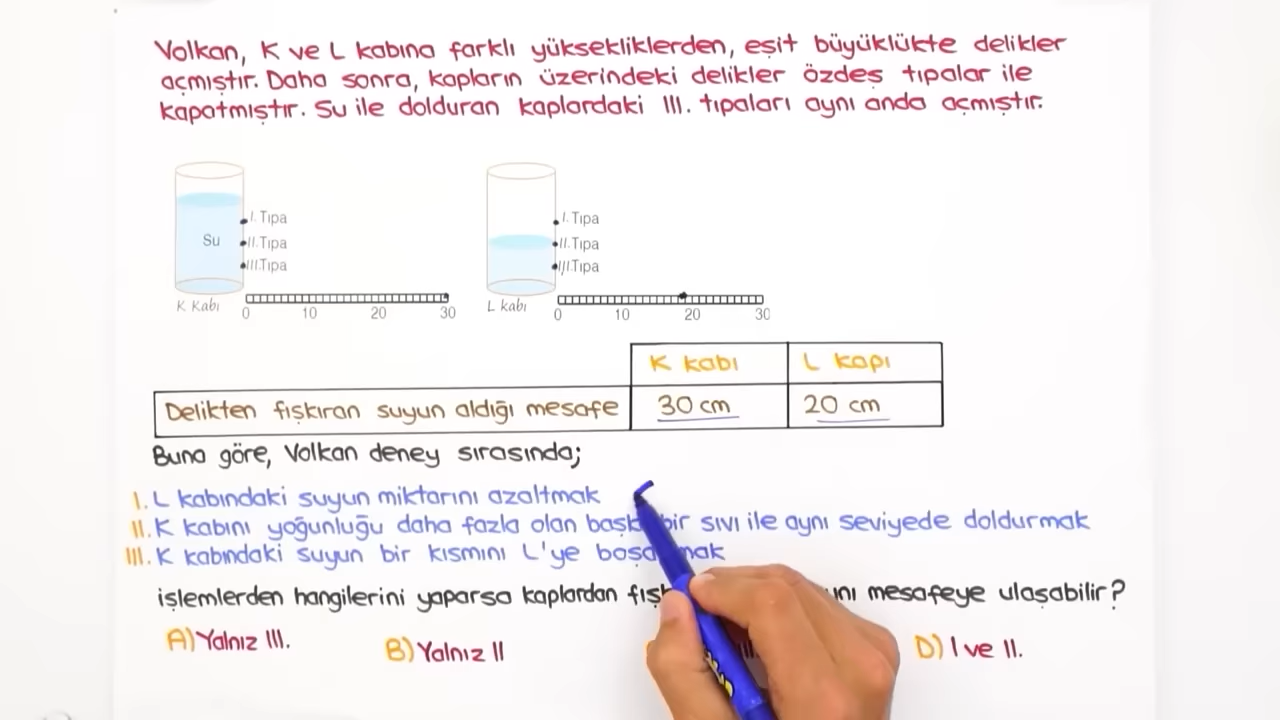 Volkan, K ve L kabına farklı yüksekliklerden, eşit büyüklükte delikler
açmıştır. Daha sonra, kapların üzerindeki delikler özdeş tıpalar ile
kapatmıştır. Su ile dolduran kaplardaki III. tıpaları aynı anda açmıştır.
I. Tıpa
I. Tıpa
Su
II. Tıpa
II. Tıpa
III. Tıpa
III. Tıpa
K Kabı
0 10 20 30
L kabı
0 10 20 30
K kabı L kapı
Delikten fışkıran suyun aldığı mesafe 30 cm 20 cm
Buna göre, Volkan deney sırasında;
I. L kabındaki suyun miktarını azaltmak
II. K kabını yoğunluğu daha fazla olan bir sıvı ile aynı seviyede doldurmak
III. K kabındaki suyun bir kısmını L'ye
işlemlerden hangilerini yaparsa kaplardan mesafeye ulaşabilir?
A) Yalnız III.
B) Yalnız II
D) I ve II.